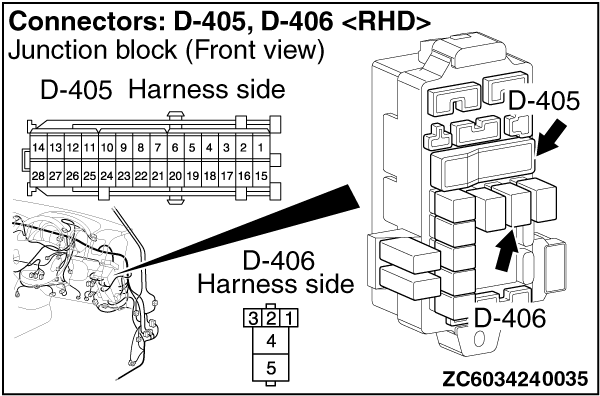 Connectors: D-405, D-406 <RHD>
Junction block (Front view)
D-405 Harness side
D-405
14 13 12 11 10 9 8 7 6 5 4 3 2 1
28 27 26 25 24 23 22 21 20 19 18 17 16 15
D-406
Harness side
3 2 1
4
5
D-406
ZC6034240035